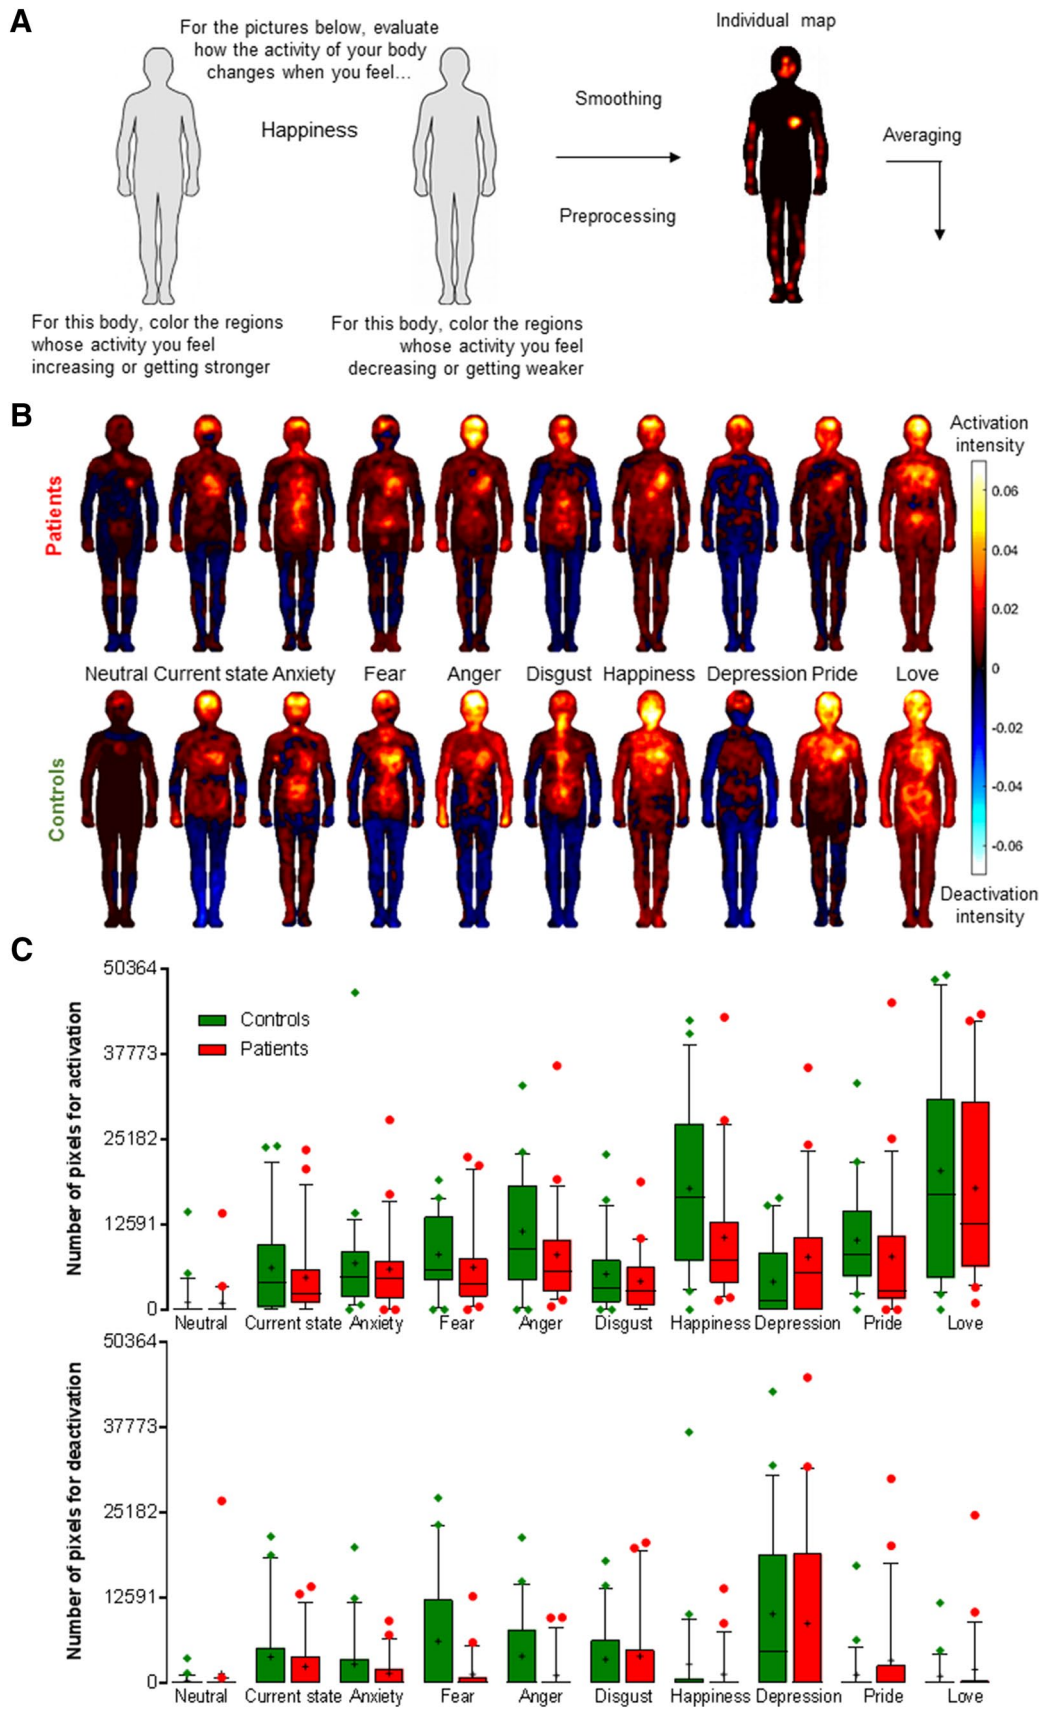 A
For the pictures below, evaluate
how the activity of your body
changes when you feel...
Happiness
For this body, color the regions
whose activity you feel
increasing or getting stronger
For this body, color the regions
whose activity you feel
decreasing or getting weaker
Smoothing
Preprocessing
Individual map
Averaging
B
Patients
Neutral Current state Anxiety Fear Anger Disgust Happiness Depression Pride Love
Controls
Activation
intensity
0.06
0.04
0.02
0
-0.02
-0.04
-0.06
Deactivation
intensity
C
Number of pixels for activation
50364
37773
25182
12591
0
Controls
Patients
Neutral Current state Anxiety Fear Anger Disgust Happiness Depression Pride Love
Number of pixels for deactivation
50364
37773
25182
12591
0
Neutral Current state Anxiety Fear Anger Disgust Happiness Depression Pride Love